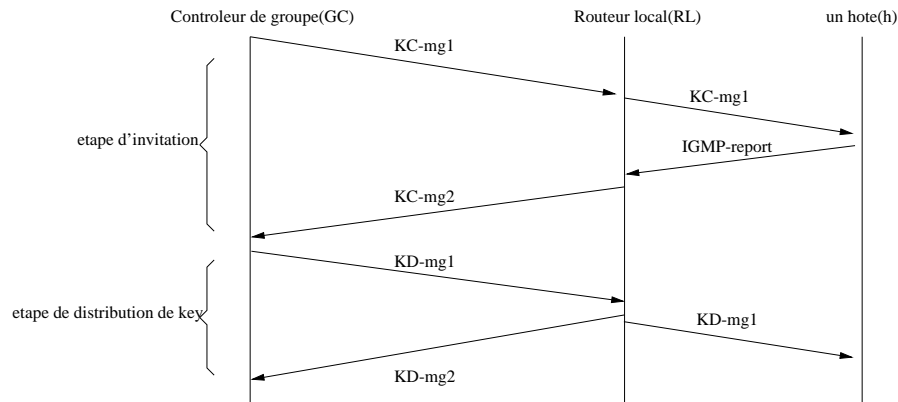 Controleur de groupe(GC)
Routeur local(RL)
un hote(h)
KC-mg1
KC-mg1
etape d'invitation
IGMP-report
KC-mg2
KD-mg1
etape de distribution de key
KD-mg1
KD-mg2